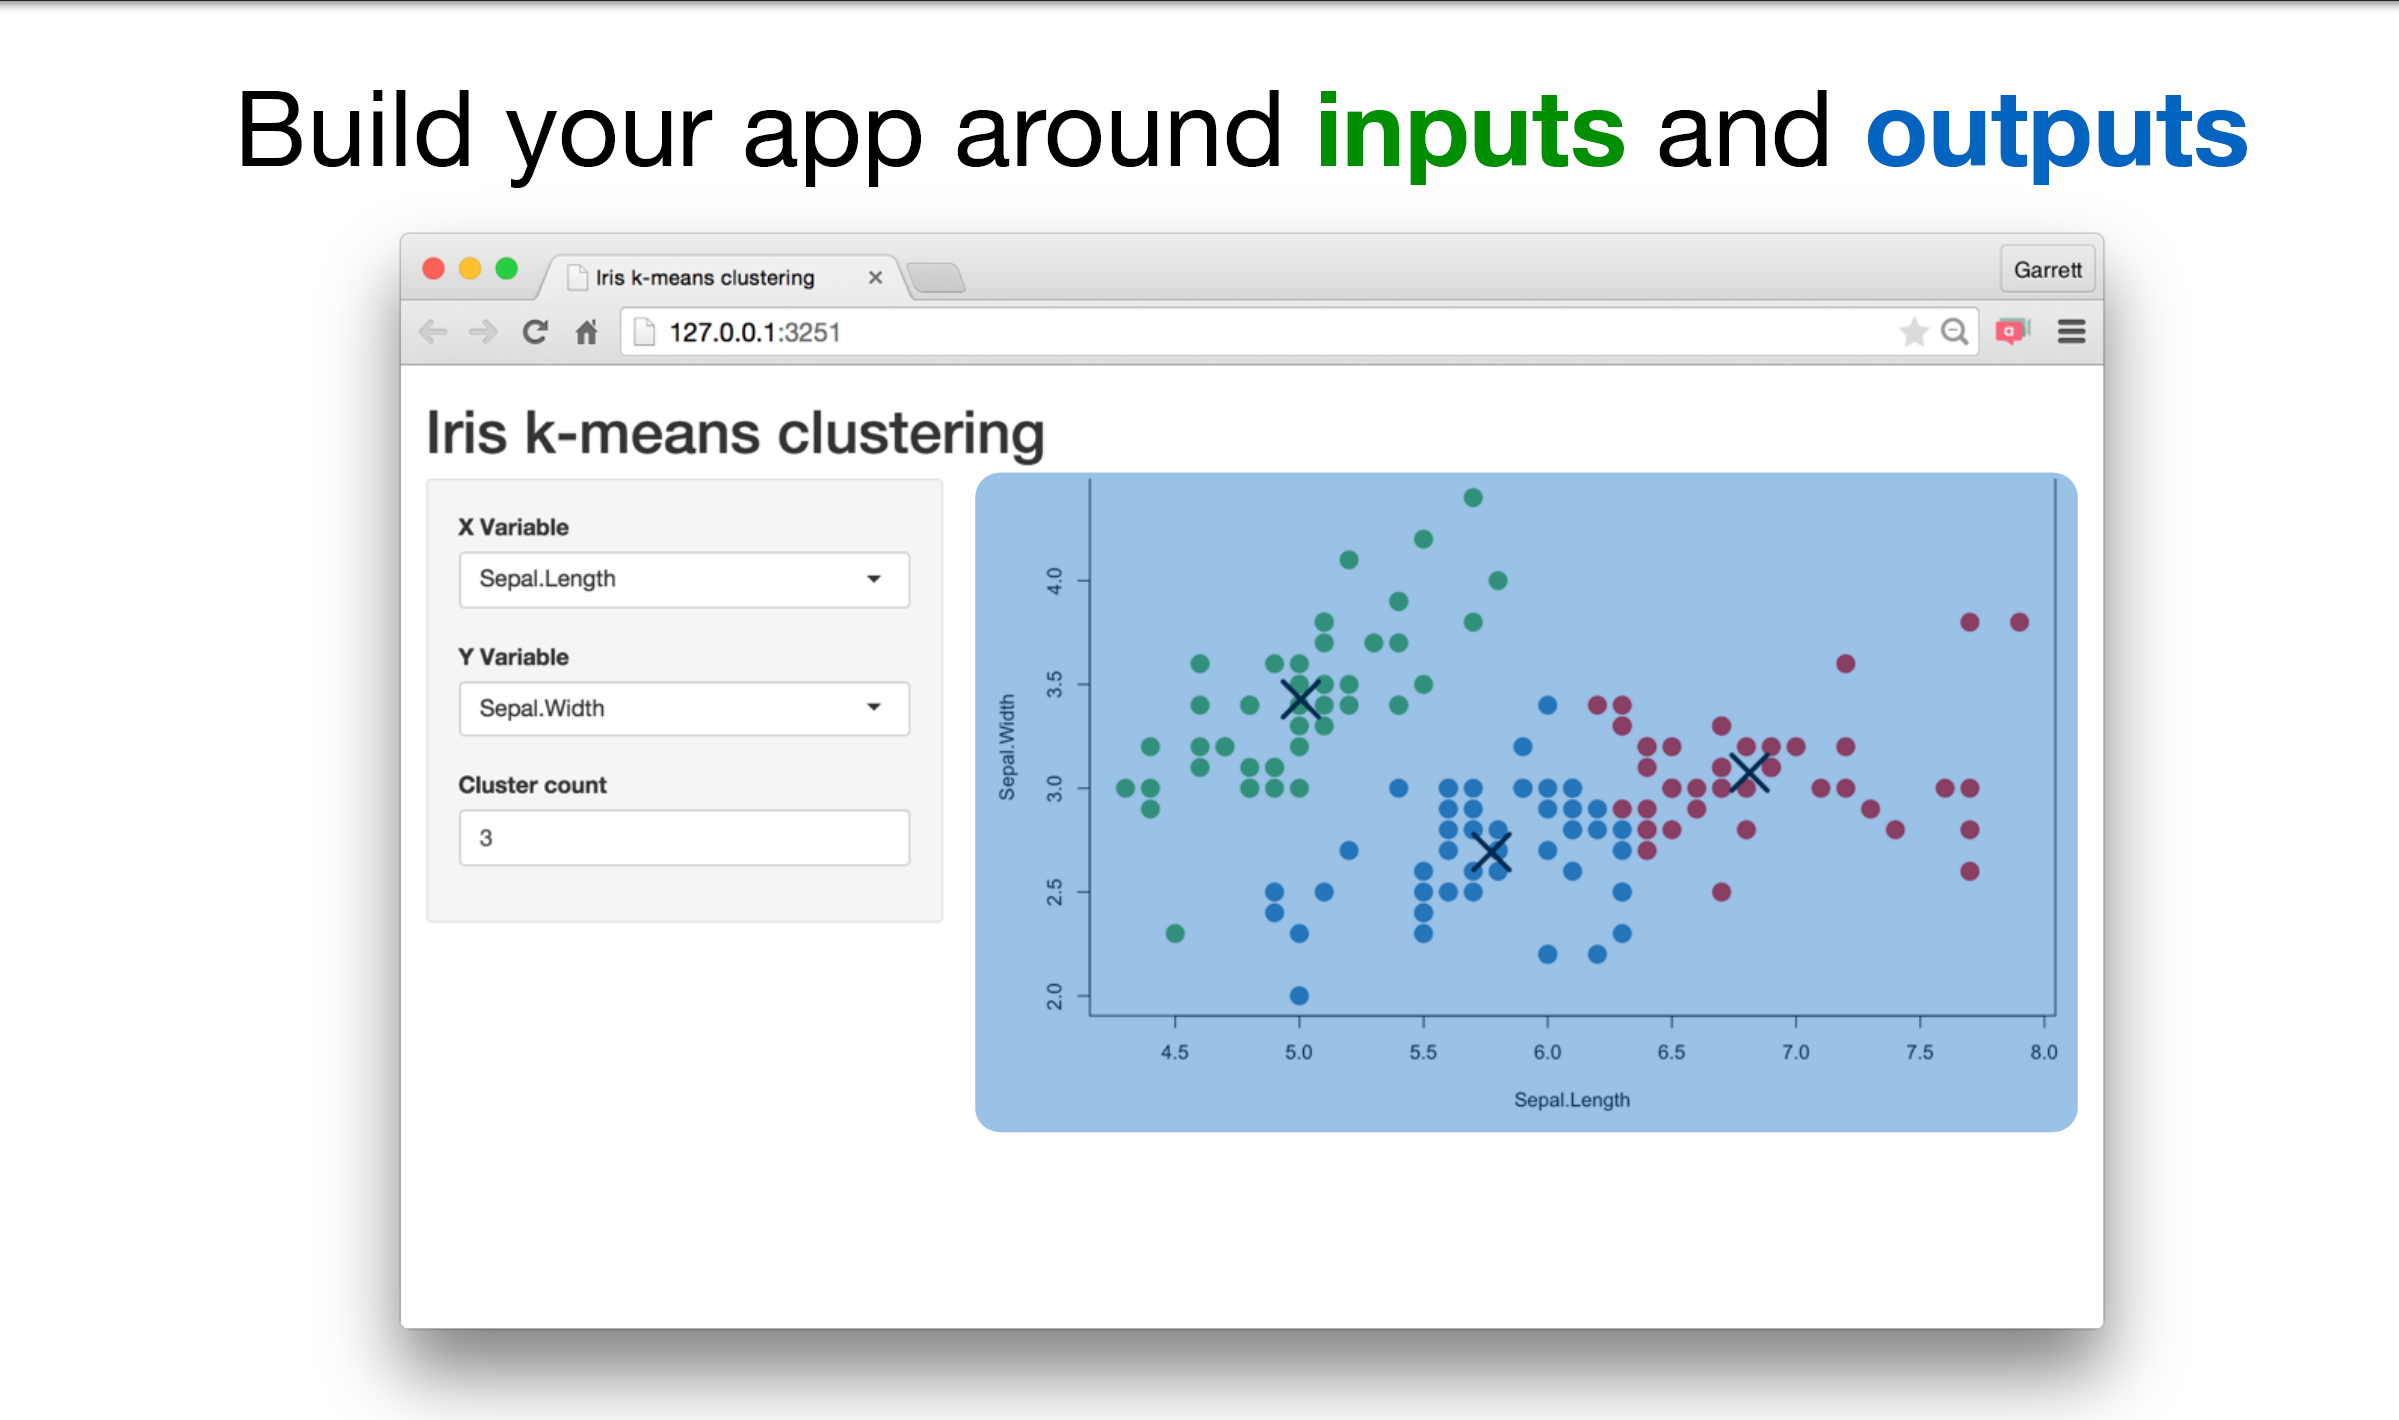 Build your app around inputs and outputs
Iris k-means clustering
Garrett
127.0.0.1:3251
a
Iris k-means clustering
X Variable
Sepal.Length
Y Variable
Sepal.Width
Cluster count
3
Sepal.Width
4.0
3.5
3.0
2.5
2.0
4.5 5.0 5.5 6.0 6.5 7.0 7.5 8.0
Sepal.Length